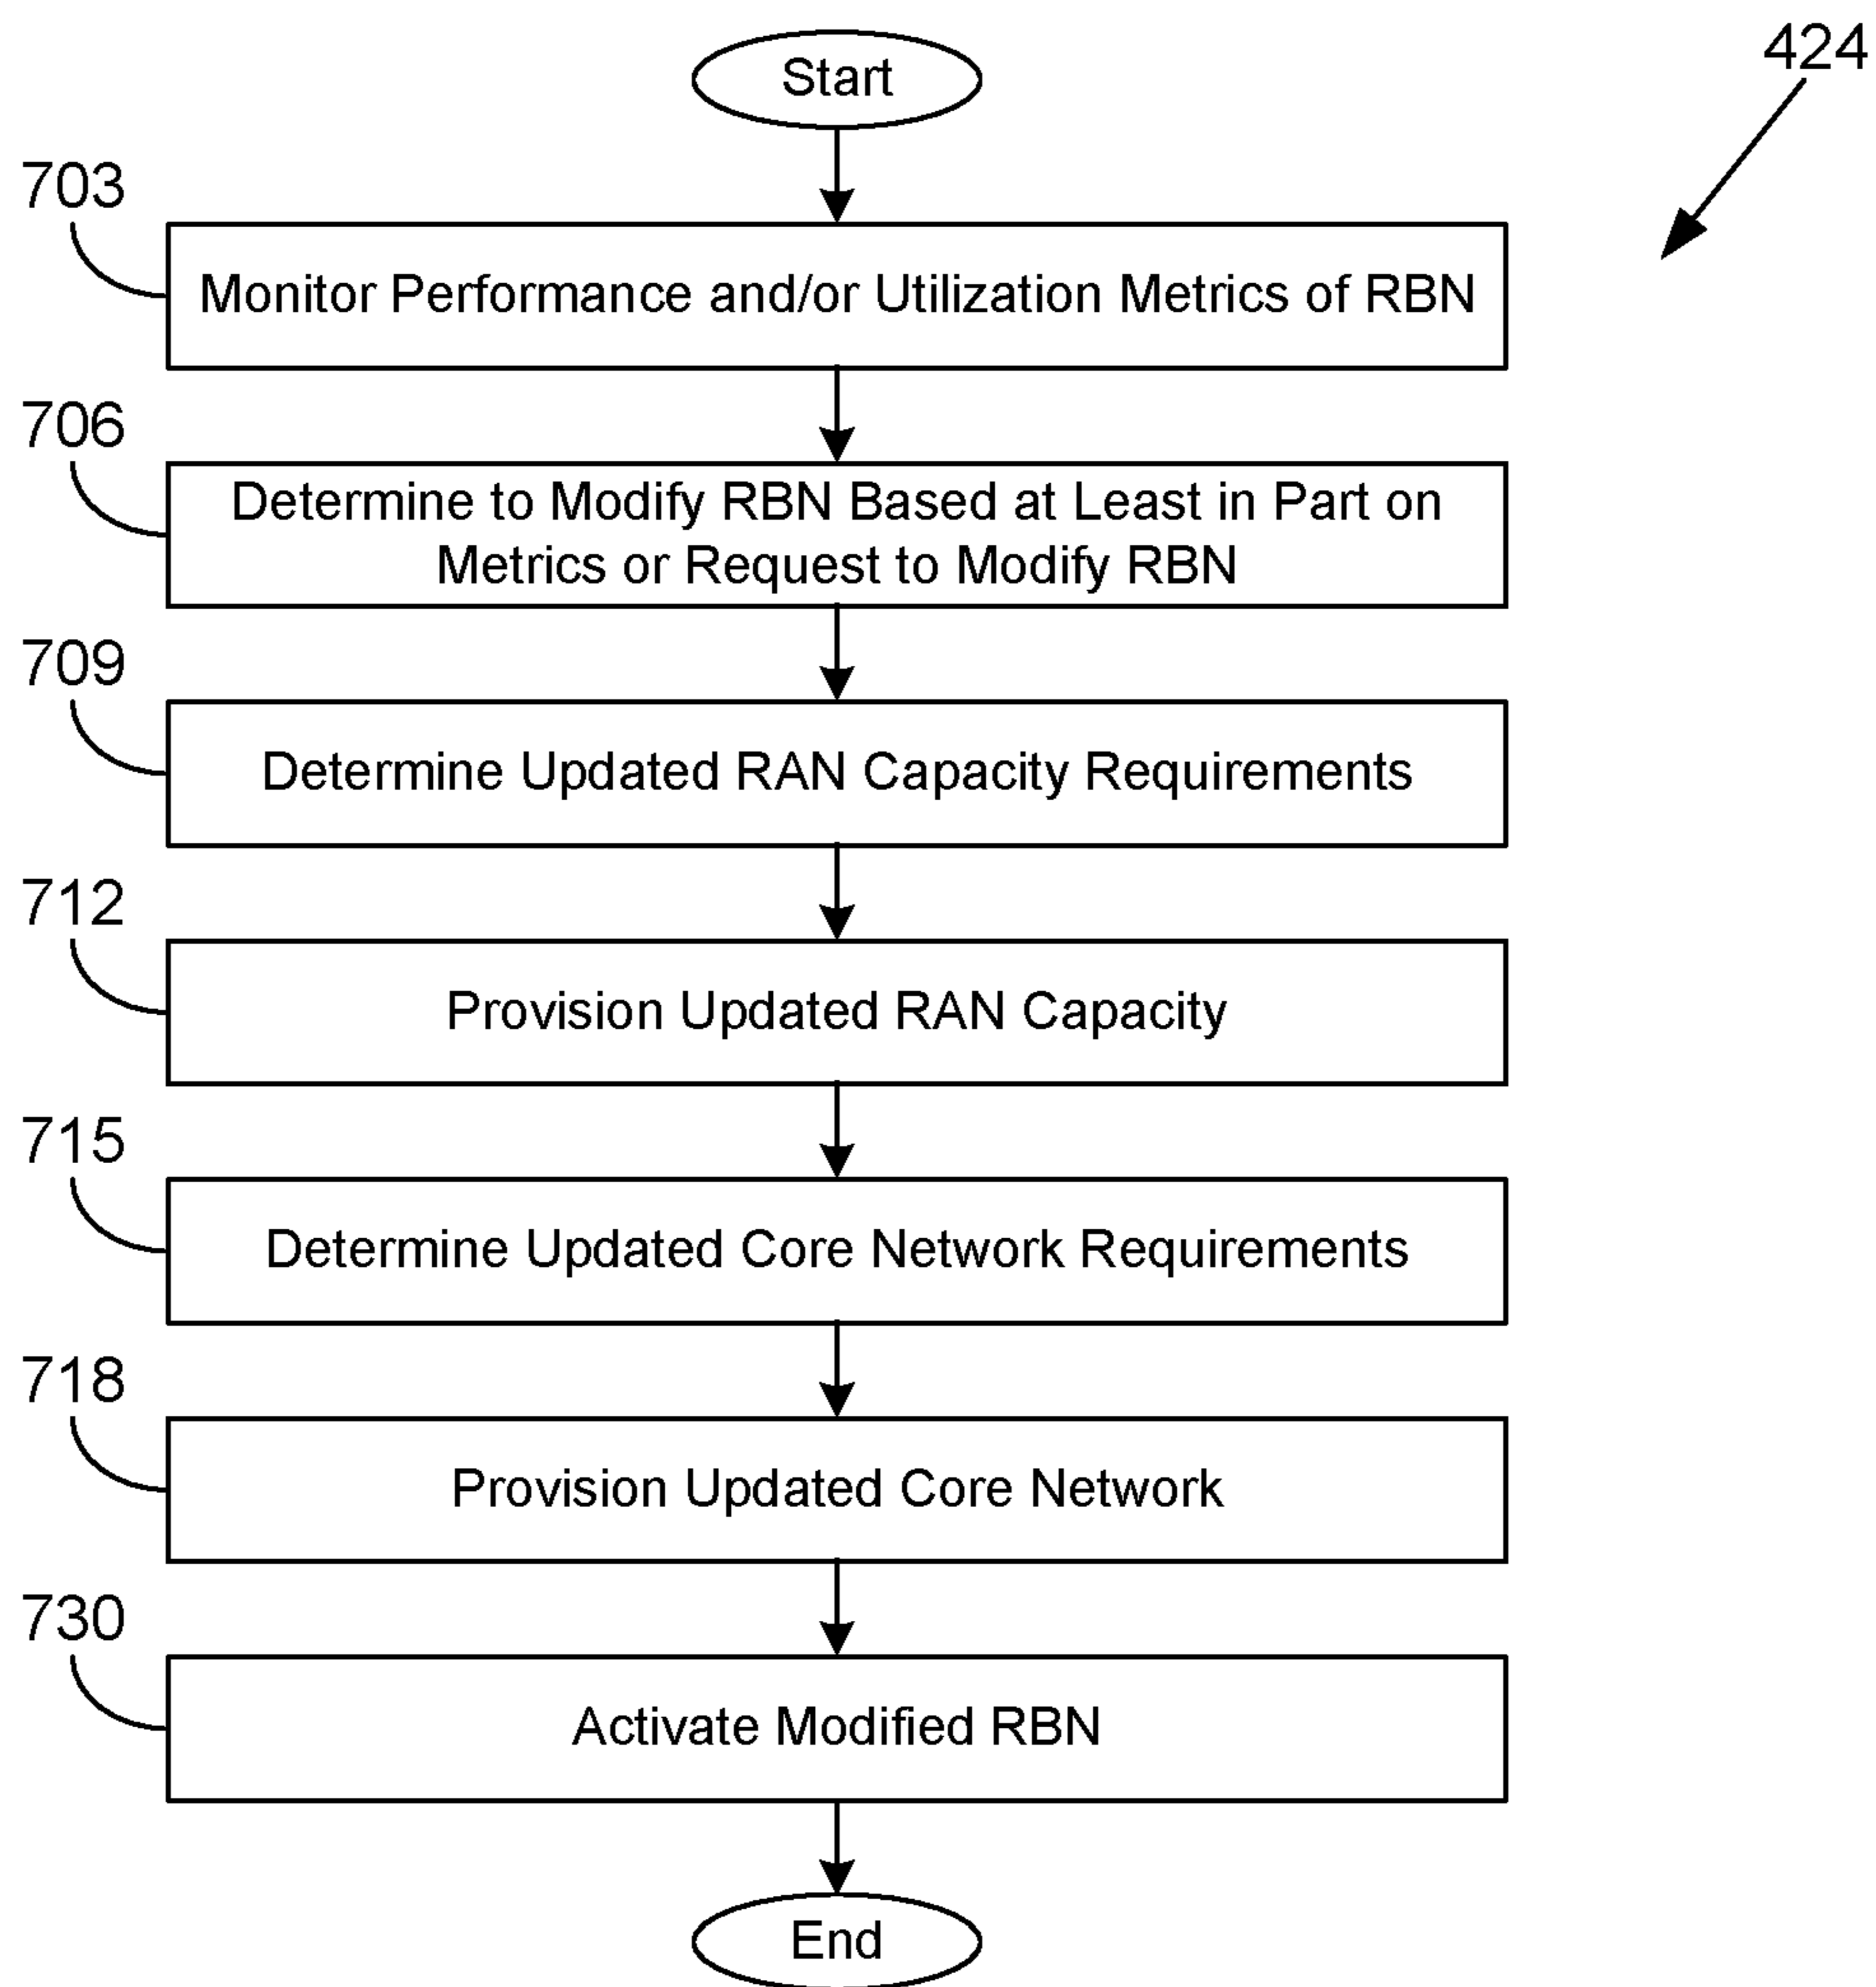 Start
424
703
Monitor Performance and/or Utilization Metrics of RBN
706
Determine to Modify RBN Based at Least in Part on
Metrics or Request to Modify RBN
709
Determine Updated RAN Capacity Requirements
712
Provision Updated RAN Capacity
715
Determine Updated Core Network Requirements
718
Provision Updated Core Network
730
Activate Modified RBN
End